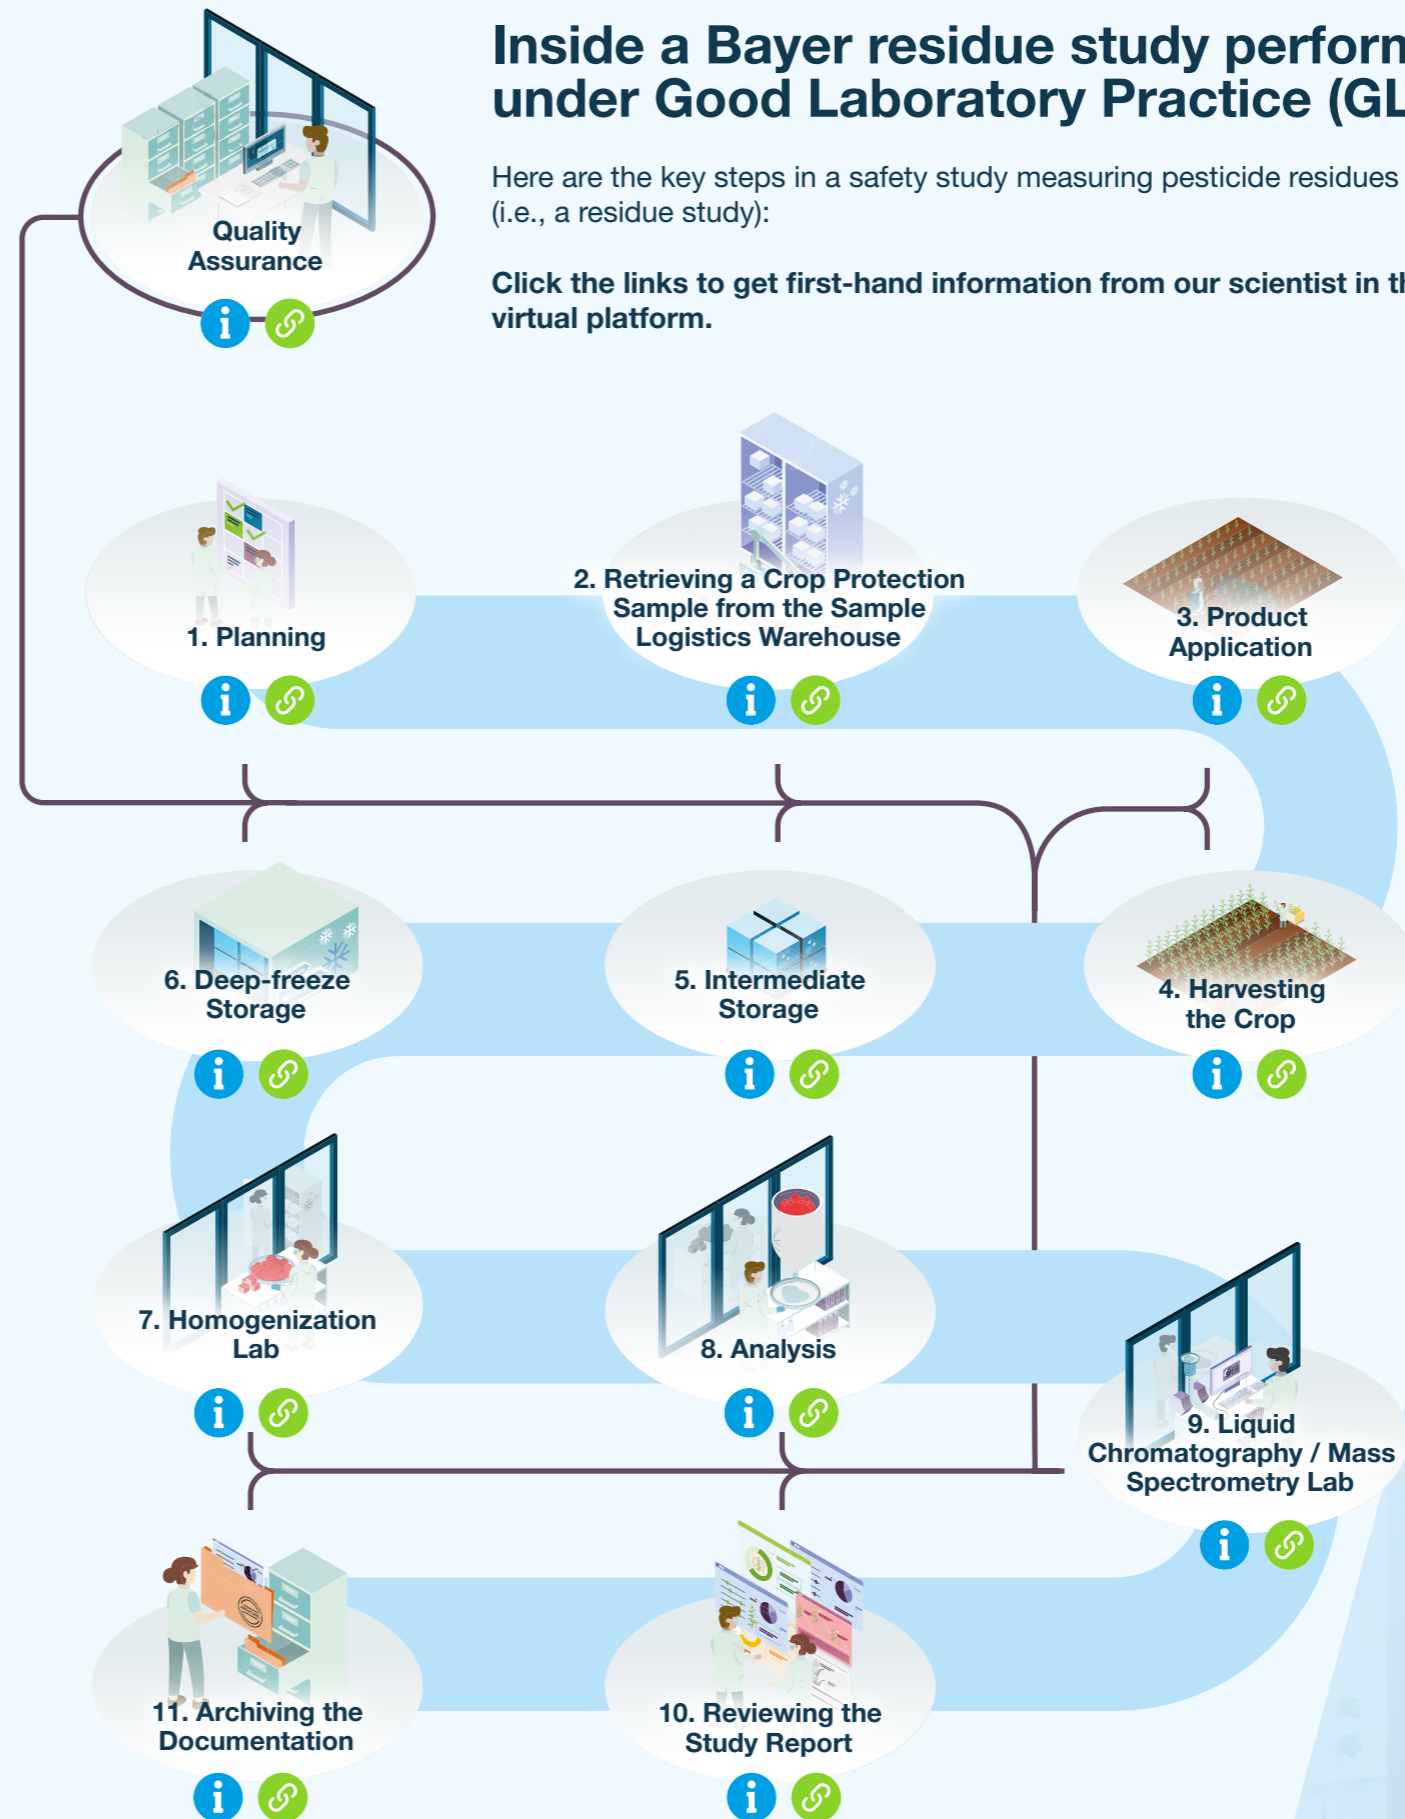 Inside a Bayer residue study
under Good Laboratory Practice
Here are the key steps in a safety study measuring pesticide residues
(i.e., a residue study):
Click the links to get first-hand information from our scientist in
virtual platform.
Quality
Assurance
1. Planning
2. Retrieving a Crop Protection
Sample from the Sample
Logistics Warehouse
3. Product
Application
4. Harvesting
the Crop
5. Intermediate
Storage
6. Deep-freeze
Storage
7. Homogenization
Lab
8. Analysis
9. Liquid
Chromatography / Mass
Spectrometry Lab
10. Reviewing the
Study Report
11. Archiving the
Documentation